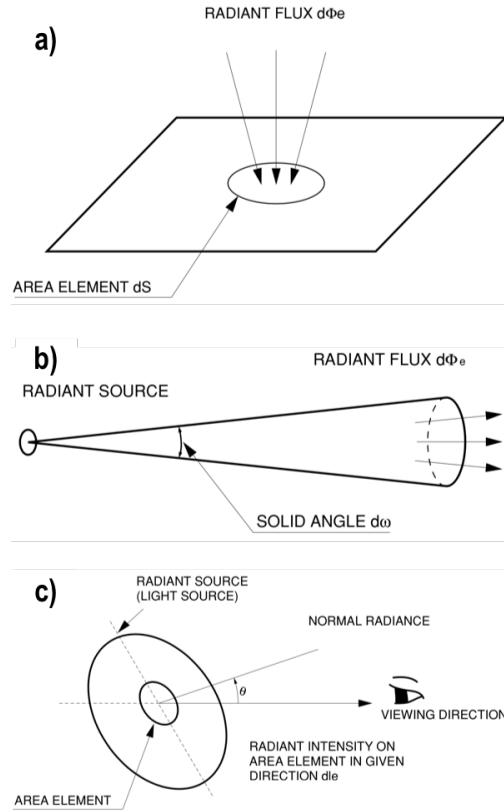 a)
RADIANT FLUX dΦe
AREA ELEMENT dS
b)
RADIANT FLUX dΦe
RADIANT SOURCE
SOLID ANGLE dω
c)
RADIANT SOURCE
(LIGHT SOURCE)
NORMAL RADIANCE
θ
VIEWING DIRECTION
RADIANT INTENSITY ON
AREA ELEMENT IN GIVEN
DIRECTION dIe
AREA ELEMENT